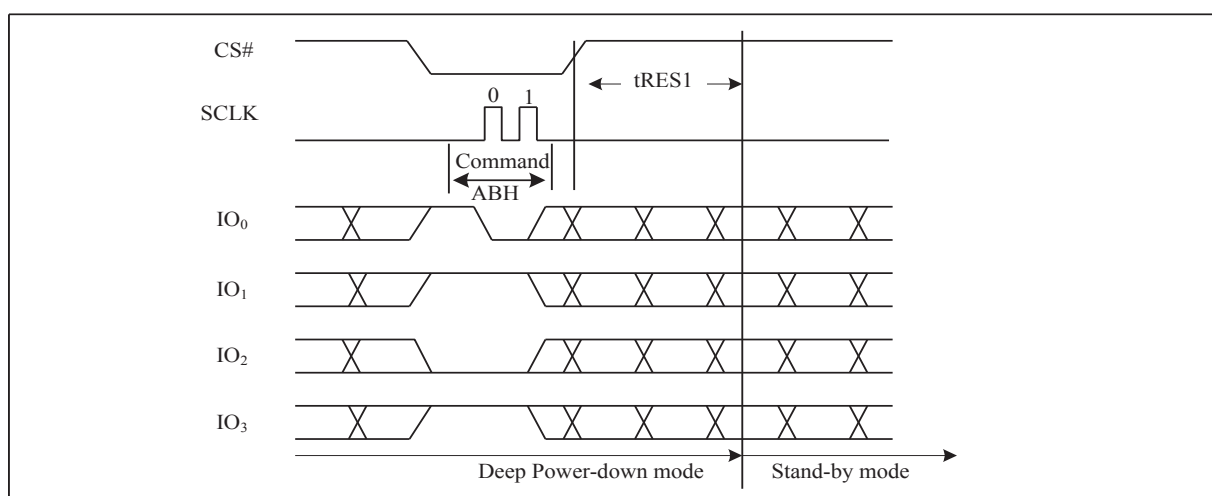 CS#
tRES1
0 1
SCLK
Command
ABH
IO0
IO1
IO2
IO3
Deep Power-down mode Stand-by mode